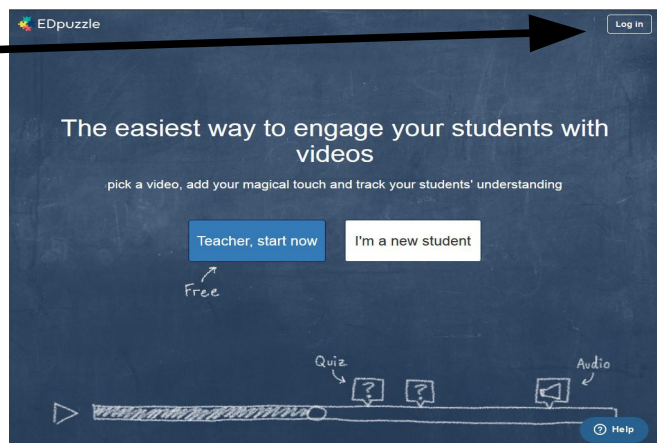 EDpuzzle
Log in
The easiest way to engage your students with
videos
pick a video, add your magical touch and track your students' understanding
Teacher, start now
I'm a new student
Free
Quiz
Audio
?
?
? Help